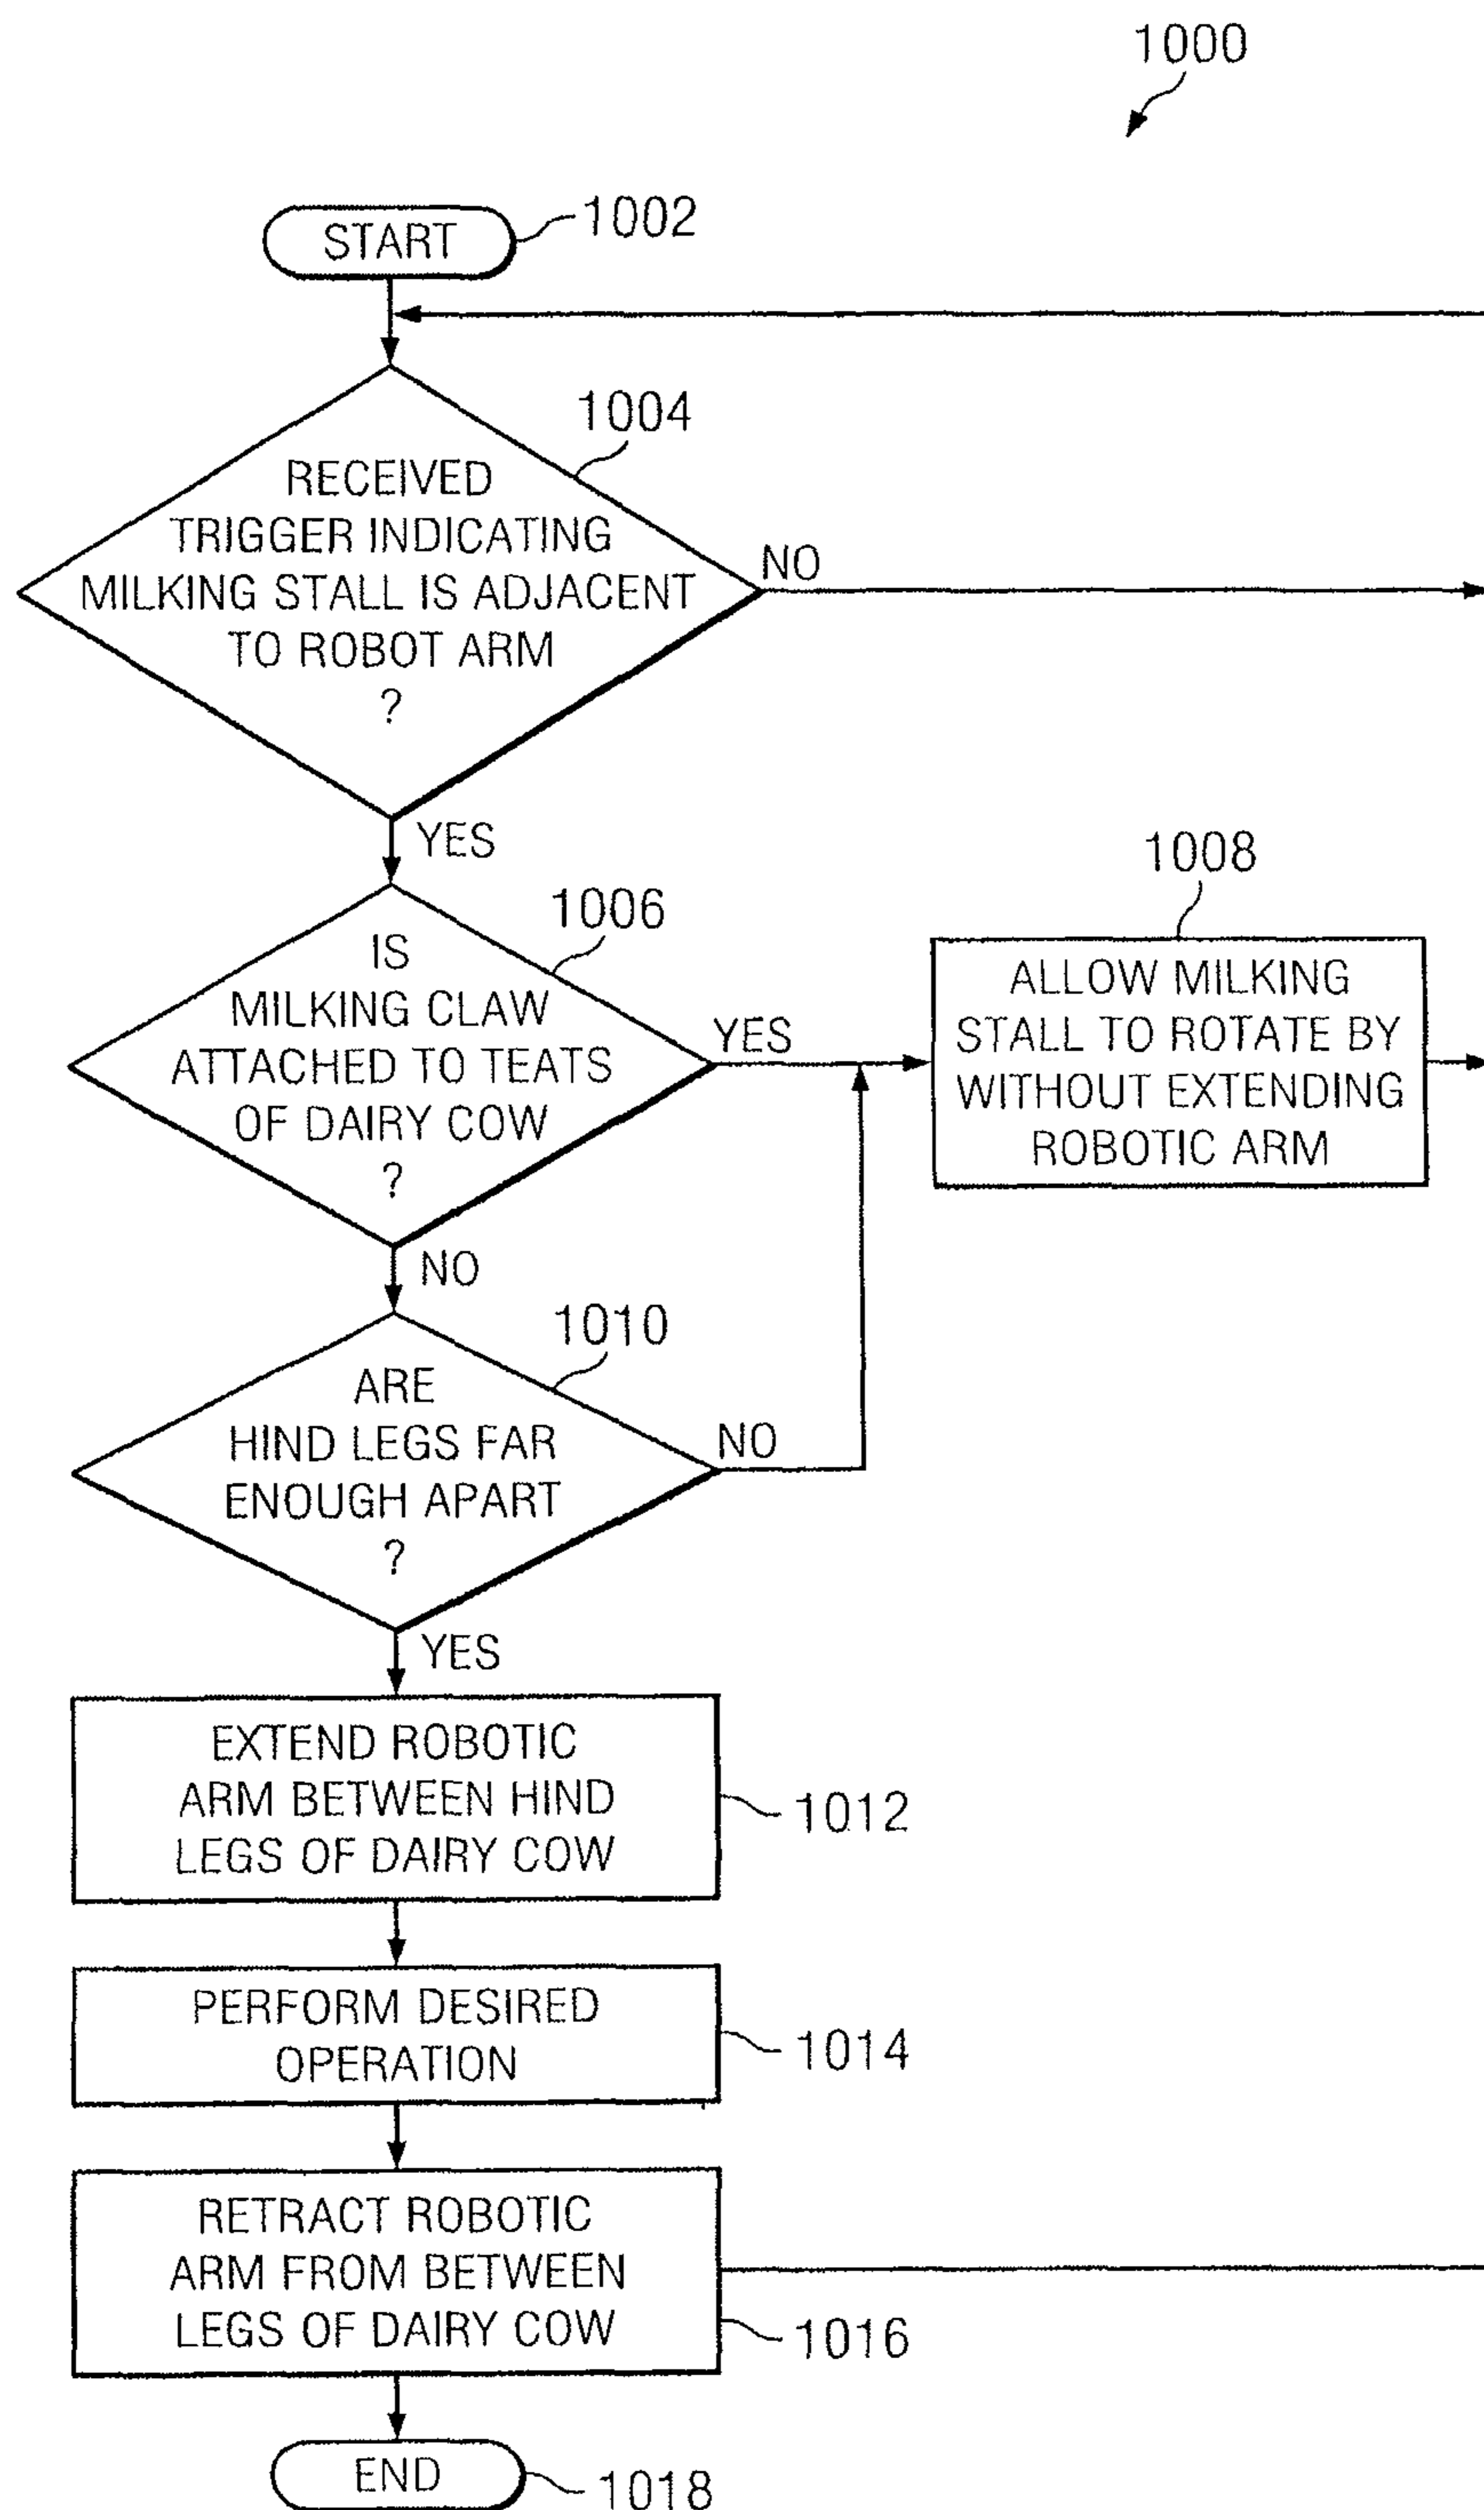 1000
START
1002
1004
RECEIVED
TRIGGER INDICATING
MILKING STALL IS ADJACENT
TO ROBOT ARM
?
NO
YES
1006
IS
MILKING CLAW
ATTACHED TO TEATS
OF DAIRY COW
?
YES
1008
ALLOW MILKING
STALL TO ROTATE BY
WITHOUT EXTENDING
ROBOTIC ARM
NO
1010
ARE
HIND LEGS FAR
ENOUGH APART
?
NO
YES
EXTEND ROBOTIC
ARM BETWEEN HIND
LEGS OF DAIRY COW
1012
PERFORM DESIRED
OPERATION
1014
RETRACT ROBOTIC
ARM FROM BETWEEN
LEGS OF DAIRY COW
1016
END
1018